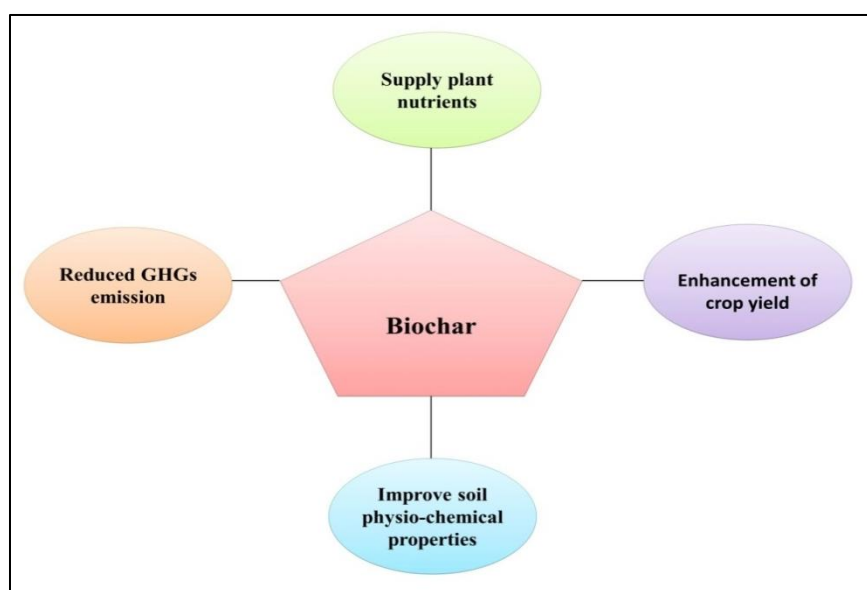 Supply plant
nutrients
Reduced GHGs
emission
Enhancement of
crop yield
Biochar
Improve soil
physio-chemical
properties